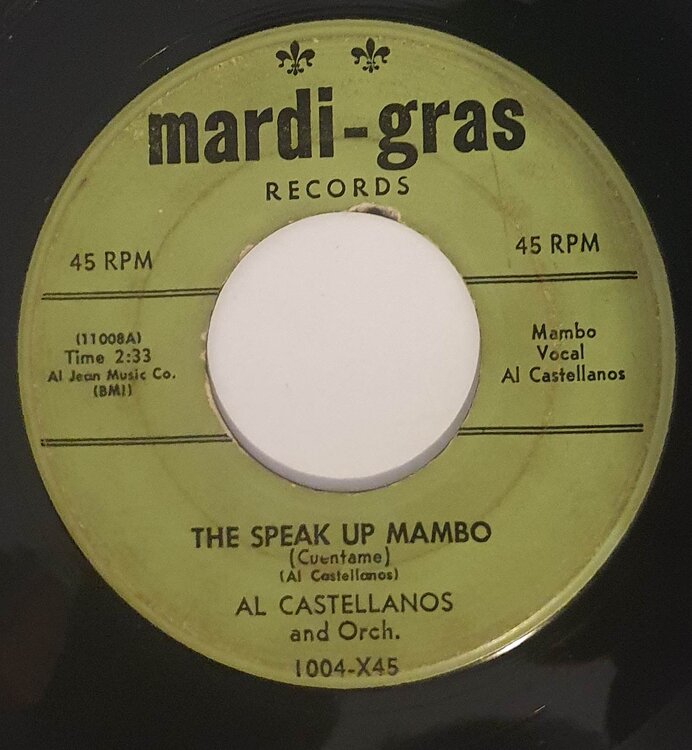 mardi-gras
RECORDS
45 RPM
45 RPM
(11008A)
Time 2:33
Al Jean Music Co.
(BMI)
Mambo
Vocal
Al Castellanos
THE SPEAK UP MAMBO
(Cuentame)
(Al Castellanos)
AL CASTELLANOS
and Orch.
1004-X45